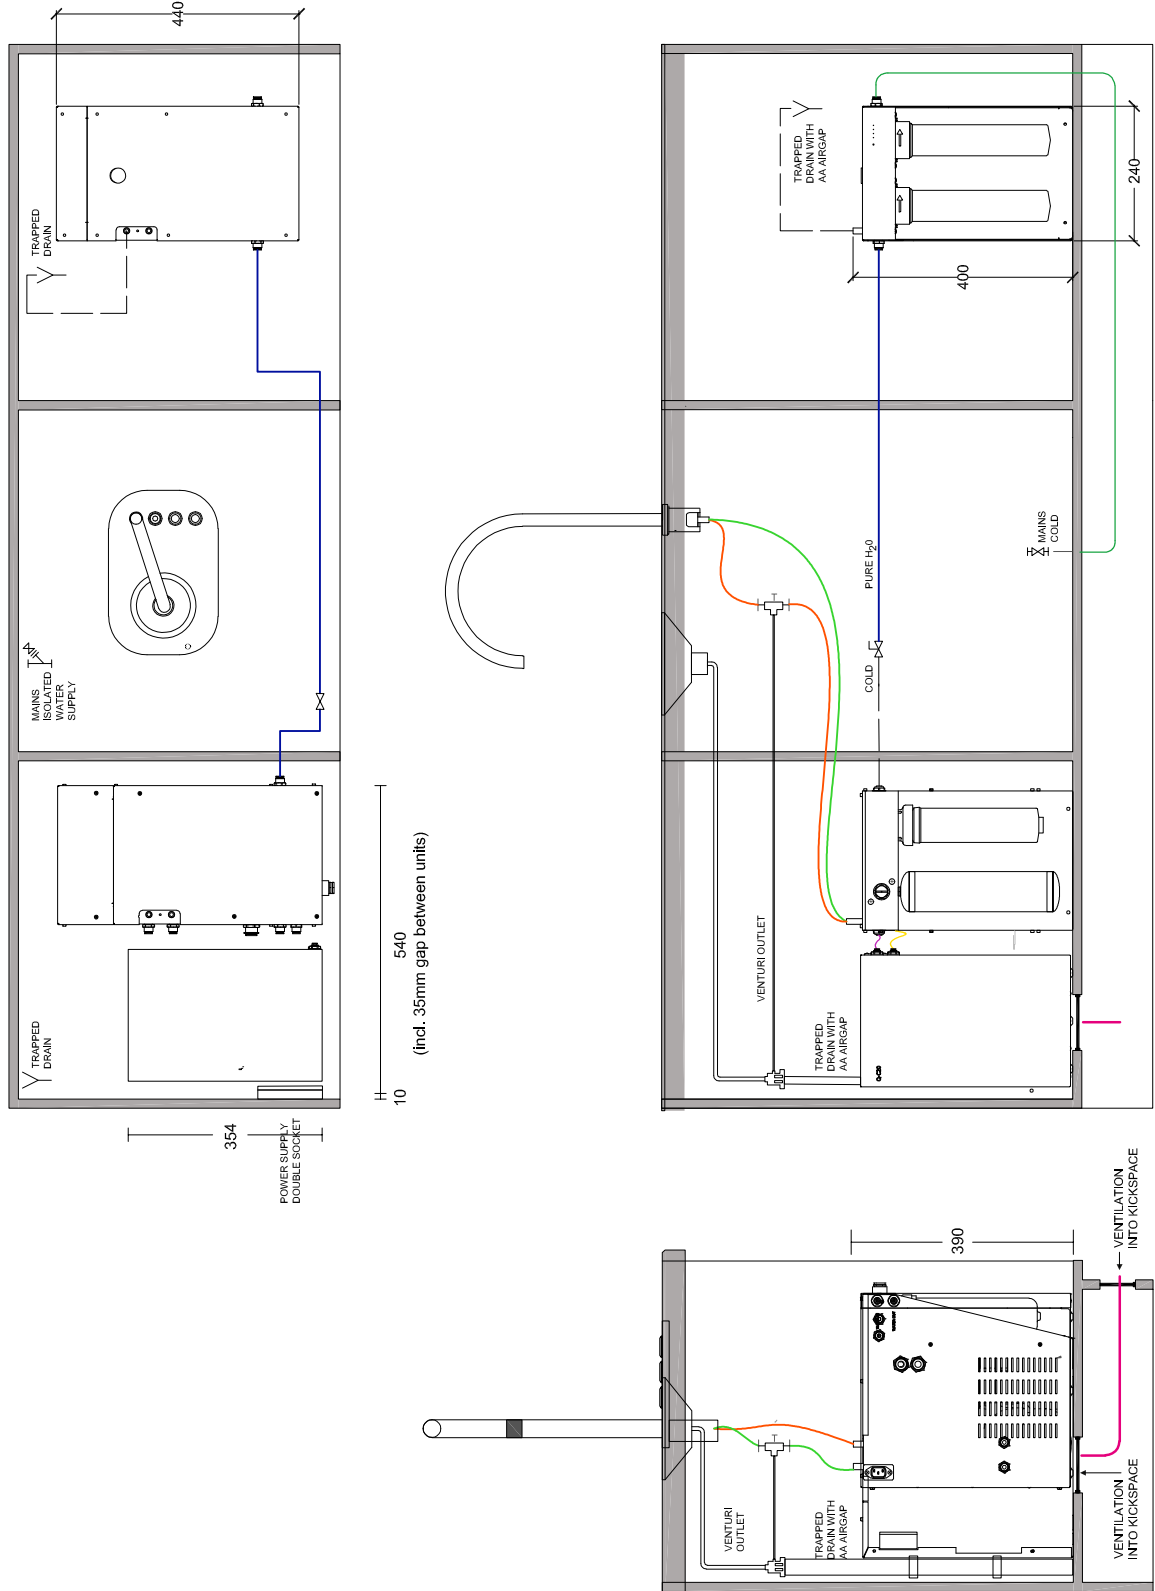 440
TRAPPED
DRAIN
MAINS
ISOLATED
WATER
SUPPLY
TRAPPED
DRAIN
540
(incl. 35mm gap between units)
10
354
POWER SUPPLY
DOUBLE SOCKET
TRAPPED
DRAIN WITH
AA AIRGAP
240
400
MAINS
COLD
PURE H20
COLD
VENTURI OUTLET
TRAPPED
DRAIN WITH
AA AIRGAP
390
VENTILATION
INTO KICKSPACE
VENTURI
OUTLET
TRAPPED
DRAIN WITH
AA AIRGAP
VENTILATION
INTO KICKSPACE